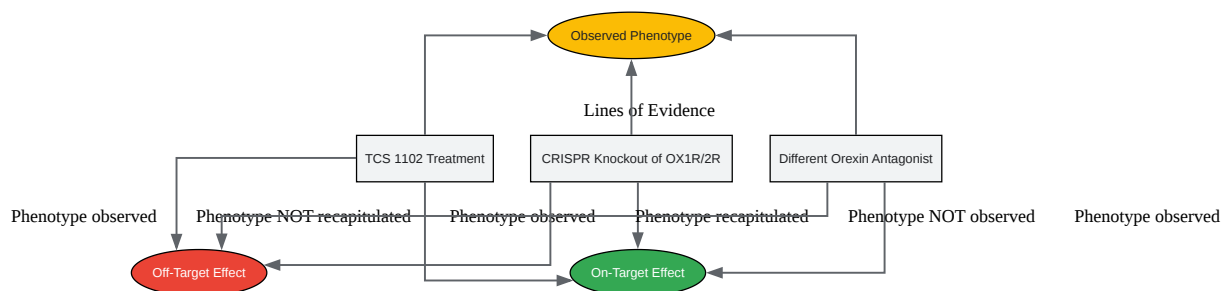 Observed Phenotype
Lines of Evidence
TCS 1102 Treatment
CRISPR Knockout of OX1R/2R
Different Orexin Antagonist
Phenotype observed
Phenotype NOT recapitulated
Phenotype observed
Phenotype recapitulated
Phenotype NOT observed
Phenotype observed
Off-Target Effect
On-Target Effect